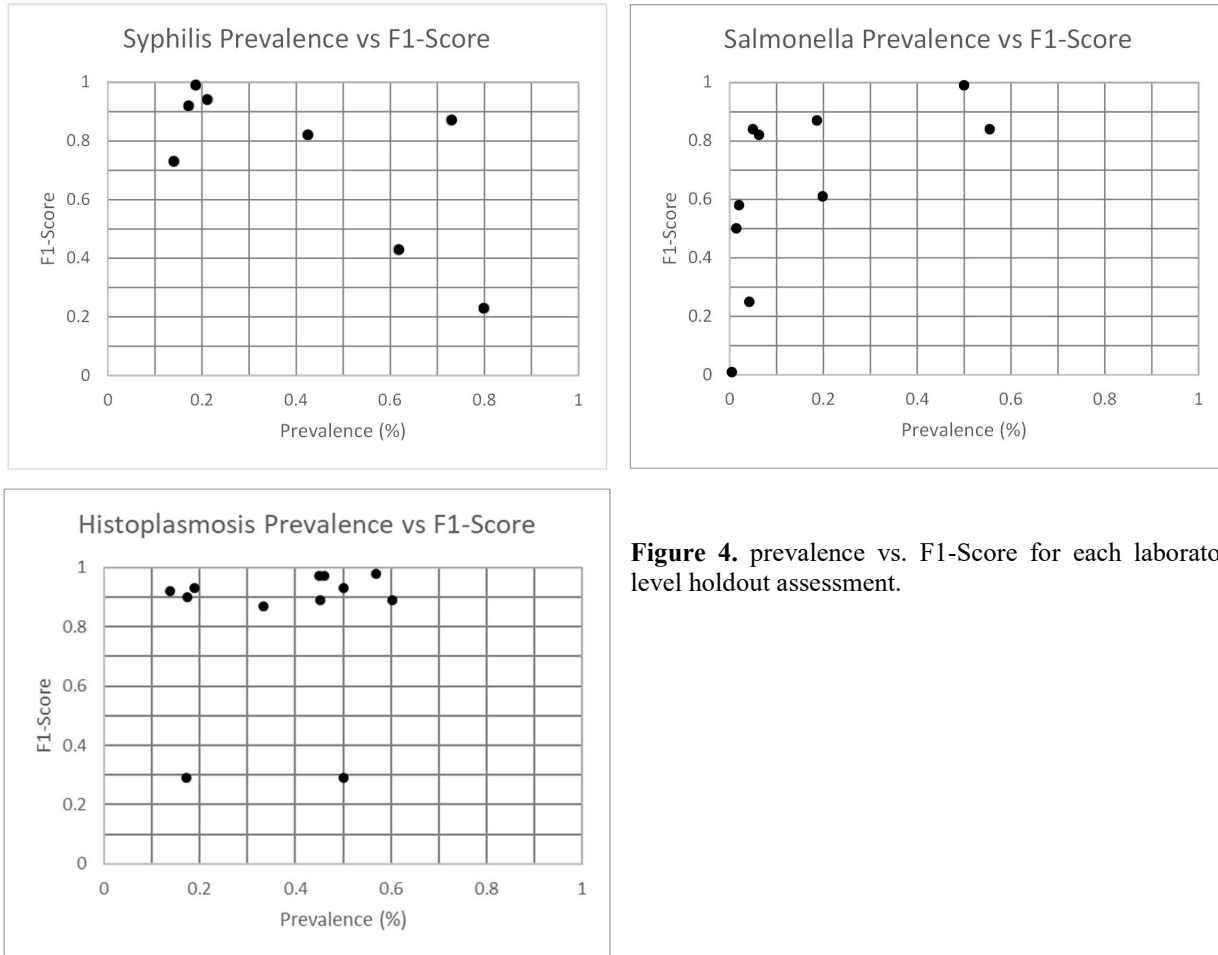 Syphilis Prevalence vs F1-Score
1
0.8
0.6
0.4
0.2
0
F1-Score
0 0.2 0.4 0.6 0.8 1
Prevalence (%)
Salmonella Prevalence vs F1-Score
1
0.8
0.6
0.4
0.2
0
F1-Score
0 0.2 0.4 0.6 0.8 1
Prevalence (%)
Histoplasmosis Prevalence vs F1-Score
1
0.8
0.6
0.4
0.2
0
F1-Score
0 0.2 0.4 0.6 0.8 1
Prevalence (%)
Figure 4. prevalence vs. F1-Score for each laborato
level holdout assessment.